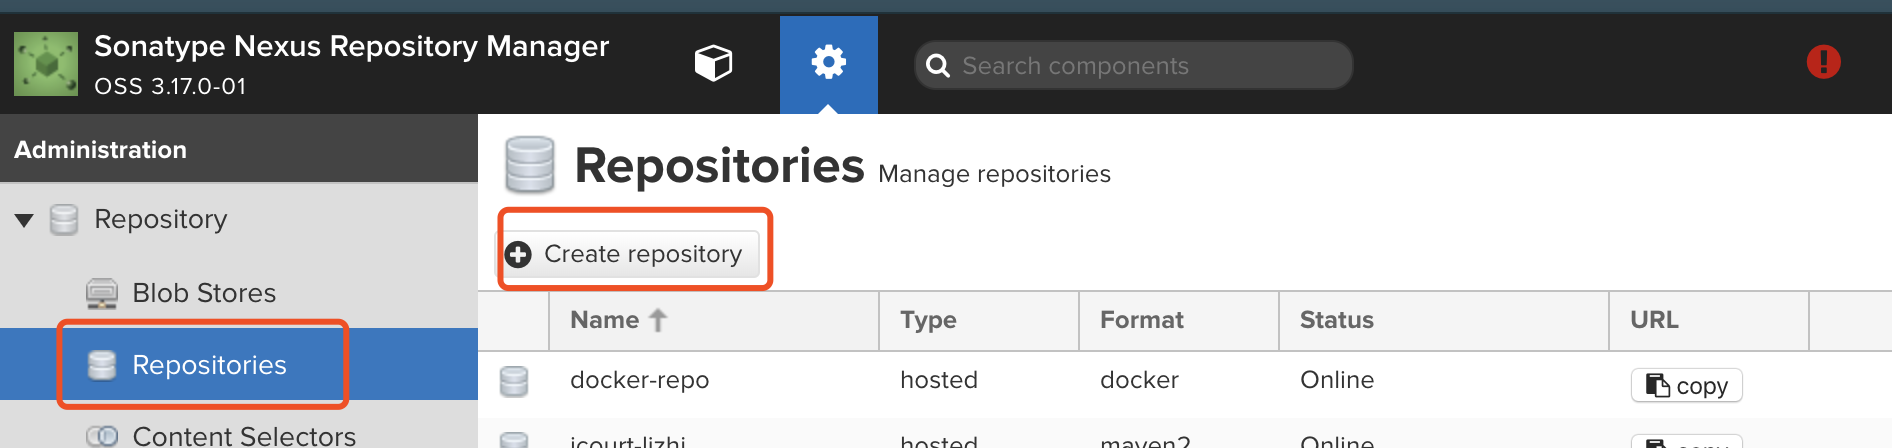 Sonatype Nexus Repository Manager
OSS 3.17.0-01
Search components
Administration
Repositories Manage repositories
Repository
Create repository
Blob Stores
Name Type Format Status URL
Repositories
docker-repo hosted docker Online copy
Content Selectors
icourt-lizhi hosted maven2 Online copy